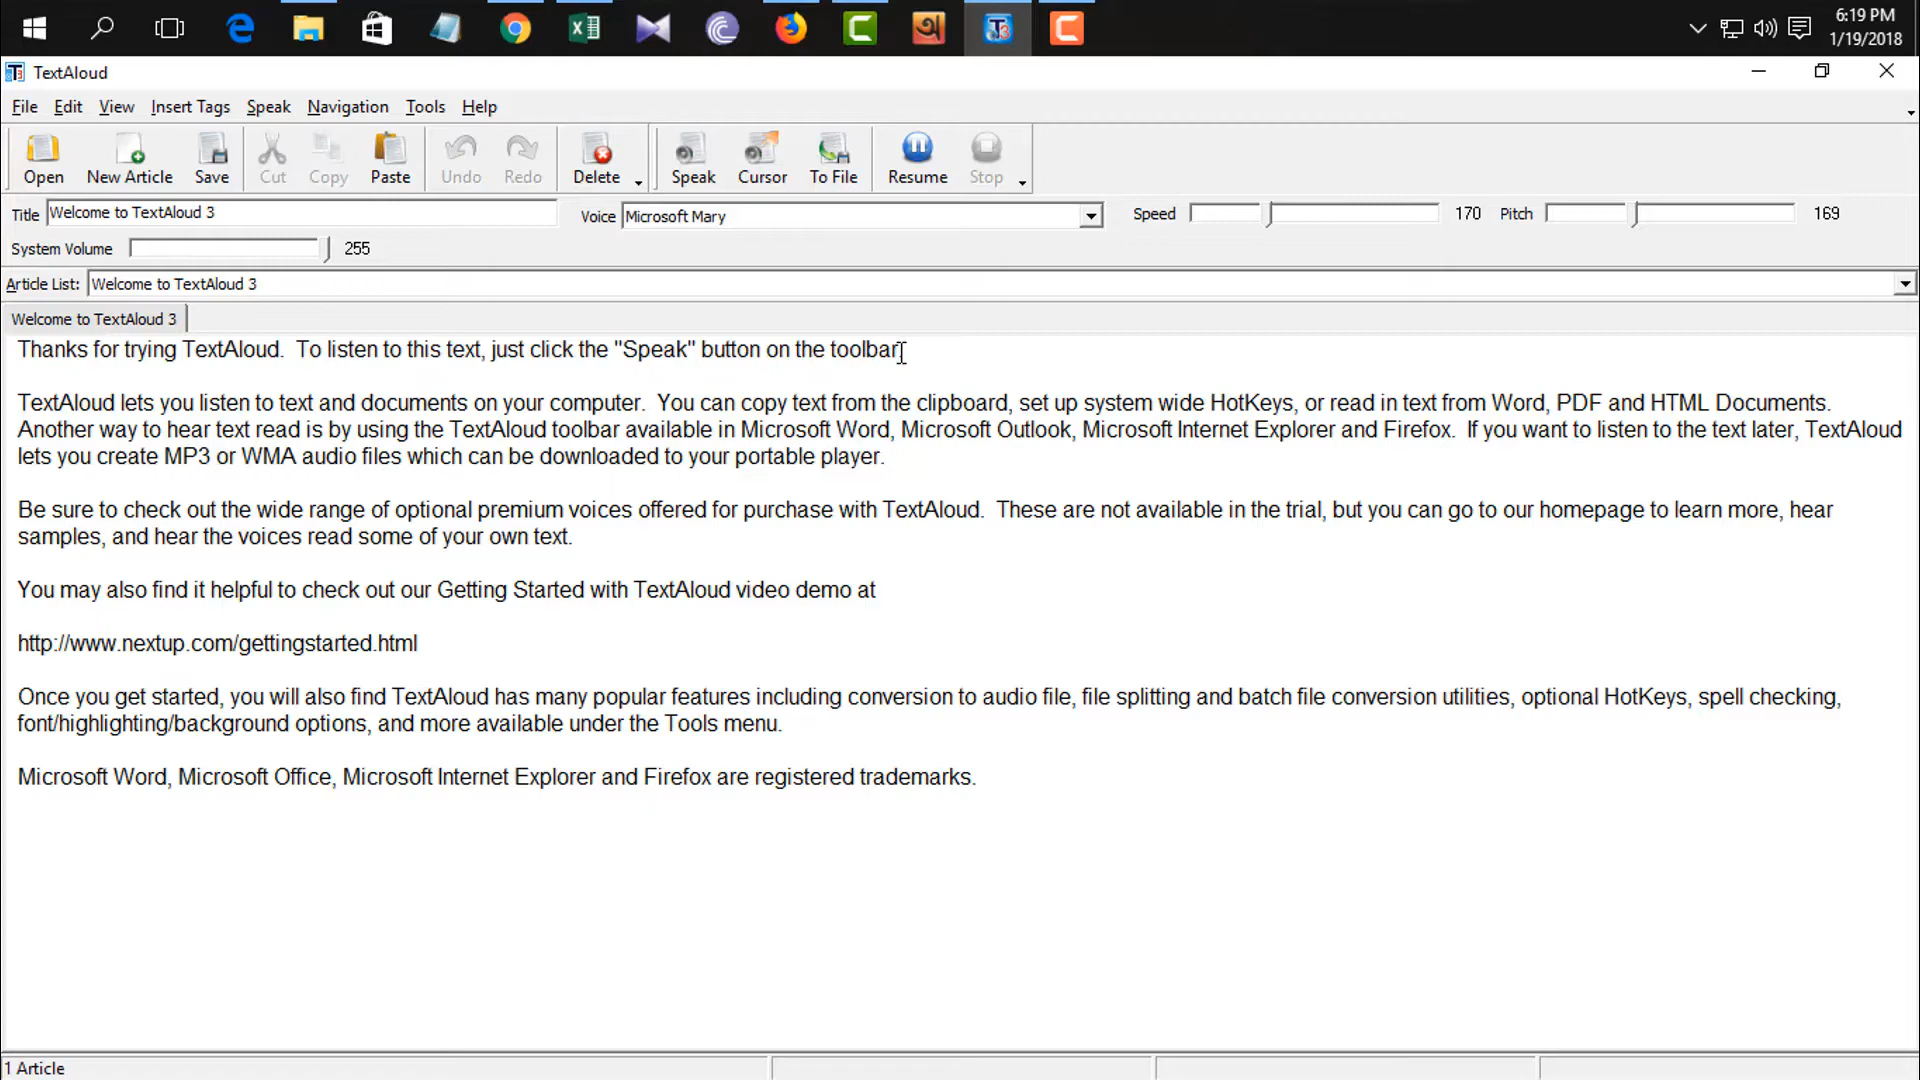 6:19 PM
1/19/2018
TextAloud
File Edit View Insert Tags Speak Navigation Tools Help
Open New Article Save Cut Copy Paste Undo Redo Delete Speak Cursor To File Resume Stop
Title Welcome to TextAloud 3 Voice Microsoft Mary Speed 170 Pitch 169
System Volume 255
Article List: Welcome to TextAloud 3
Welcome to TextAloud 3
Thanks for trying TextAloud.  To listen to this text, just click the "Speak" button on the toolbar.
TextAloud lets you listen to text and documents on your computer.  You can copy text from the clipboard, set up system wide HotKeys, or read in text from Word, PDF and HTML Documents.
Another way to hear text read is by using the TextAloud toolbar available in Microsoft Word, Microsoft Outlook, Microsoft Internet Explorer and Firefox.  If you want to listen to the text later, TextAloud
lets you create MP3 or WMA audio files which can be downloaded to your portable player.
Be sure to check out the wide range of optional premium voices offered for purchase with TextAloud.  These are not available in the trial, but you can go to our homepage to learn more, hear
samples, and hear the voices read some of your own text.
You may also find it helpful to check out our Getting Started with TextAloud video demo at
http://www.nextup.com/gettingstarted.html
Once you get started, you will also find TextAloud has many popular features including conversion to audio file, file splitting and batch file conversion utilities, optional HotKeys, spell checking,
font/highlighting/background options, and more available under the Tools menu.
Microsoft Word, Microsoft Office, Microsoft Internet Explorer and Firefox are registered trademarks.
1 Article